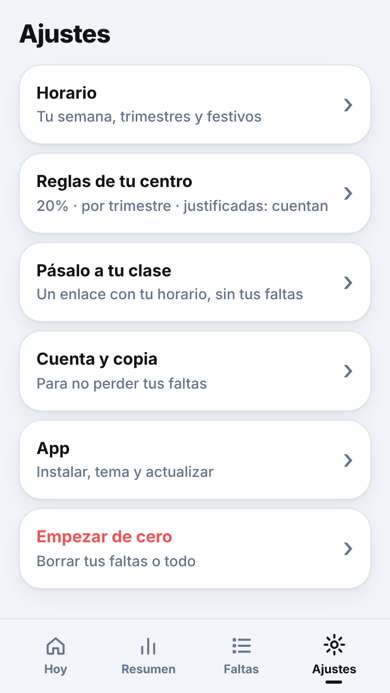 Ajustes
Horario
Tu semana, trimestres y festivos
Reglas de tu centro
20% · por trimestre · justificadas: cuentan
Pásalo a tu clase
Un enlace con tu horario, sin tus faltas
Cuenta y copia
Para no perder tus faltas
App
Instalar, tema y actualizar
Empezar de cero
Borrar tus faltas o todo
Hoy
Resumen
Faltas
Ajustes